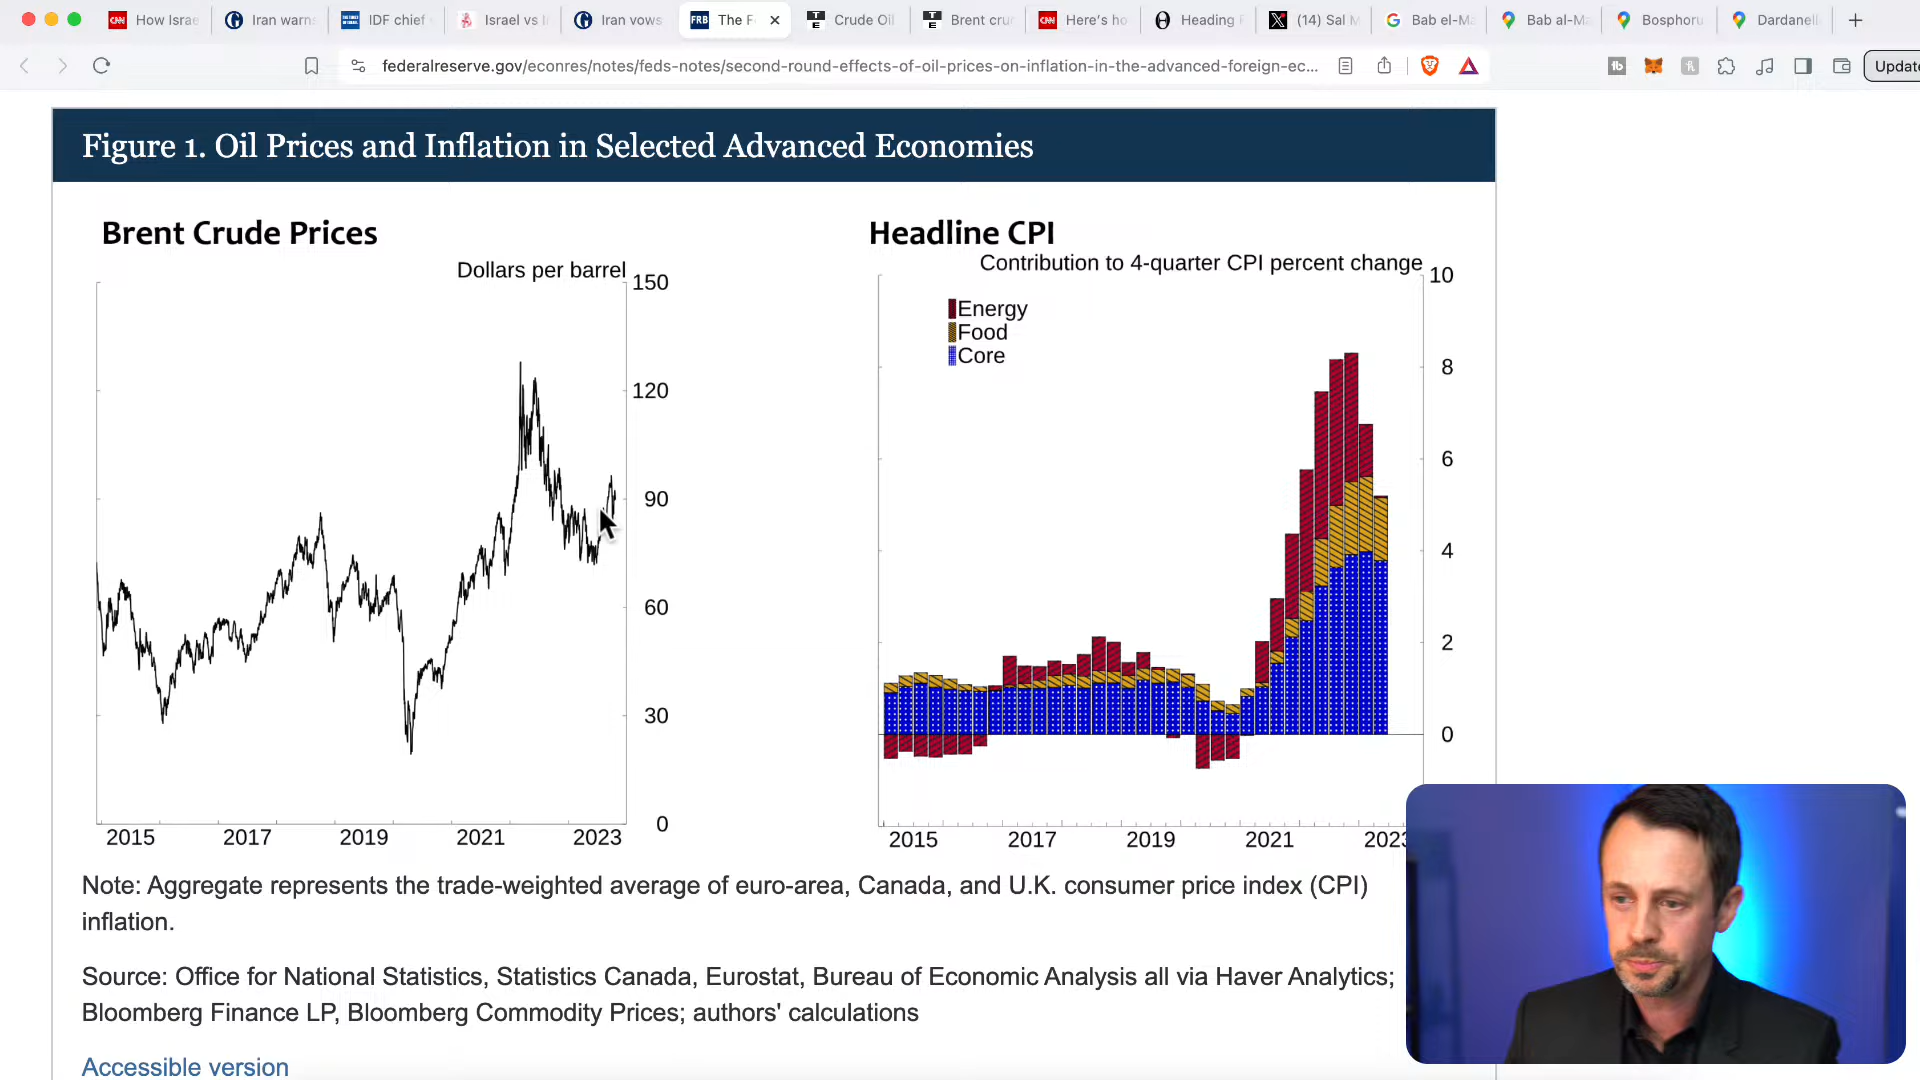 How Israe
Iran warn
IDF chief
Israel vs I
Iran vows
The F
Crude Oil
Brent cru
Here's ho
Heading
(14) Sal M
Bab el-Ma
Bab al-Ma
Bosphoru
Dardanell
federalreserve.gov/econres/notes/feds-notes/second-round-effects-of-oil-prices-on-inflation-in-the-advanced-foreign-ec...
Update
Figure 1. Oil Prices and Inflation in Selected Advanced Economies
Brent Crude Prices
Dollars per barrel
150
120
90
60
30
0
2015 2017 2019 2021 2023
Headline CPI
Contribution to 4-quarter CPI percent change
Energy
Food
Core
10
8
6
4
2
0
2015 2017 2019 2021 2023
Note: Aggregate represents the trade-weighted average of euro-area, Canada, and U.K. consumer price index (CPI)
inflation.
Source: Office for National Statistics, Statistics Canada, Eurostat, Bureau of Economic Analysis all via Haver Analytics;
Bloomberg Finance LP, Bloomberg Commodity Prices; authors' calculations
Accessible version